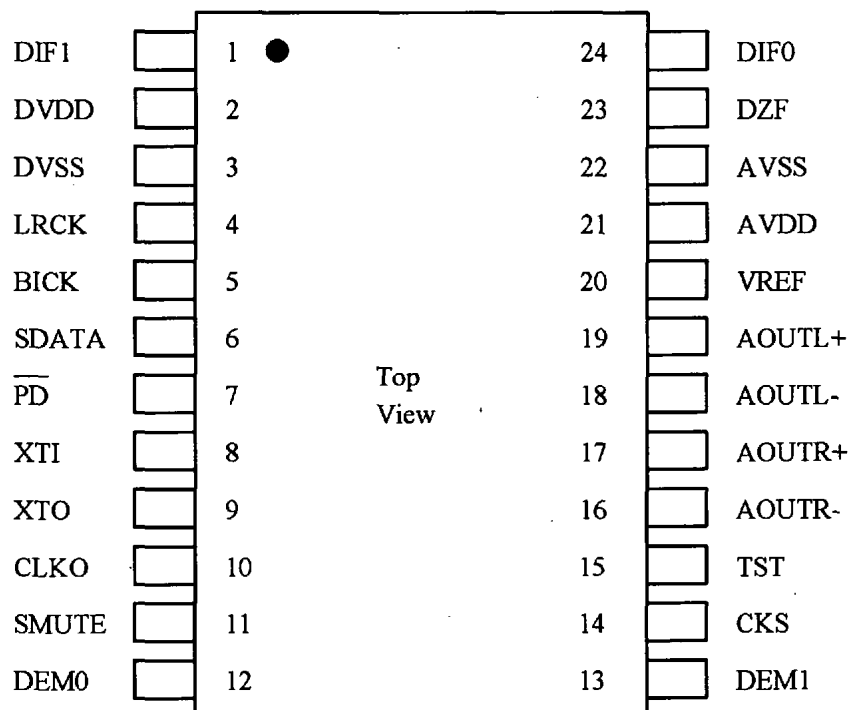 DIF1 1 24 DIF0
DVDD 2 23 DZF
DVSS 3 22 AVSS
LRCK 4 21 AVDD
BICK 5 20 VREF
SDATA 6 19 AOUTL+
Top
PD 7 18 AOUTL-
View
XTI 8 17 AOUTR+
XTO 9 16 AOUTR-
CLKO 10 15 TST
SMUTE 11 14 CKS
DEM0 12 13 DEM1